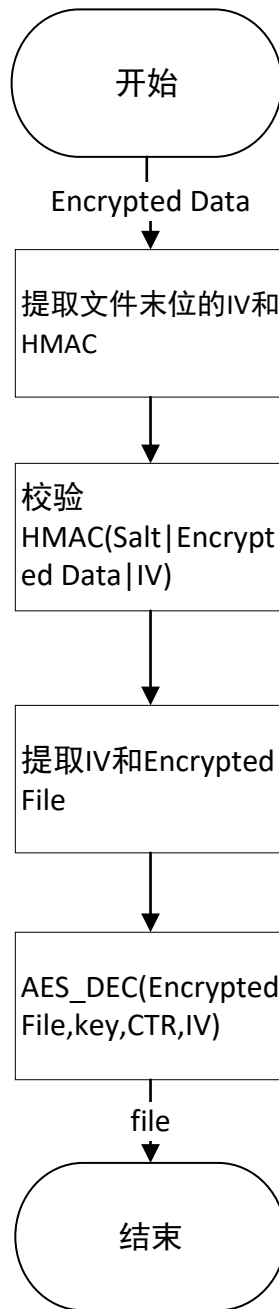 开始
Encrypted Data
提取文件末位的IV和
HMAC
校验
HMAC(Salt|Encrypt
ed Data|IV)
提取IV和Encrypted
File
AES_DEC(Encrypted
File,key,CTR,IV)
file
结束